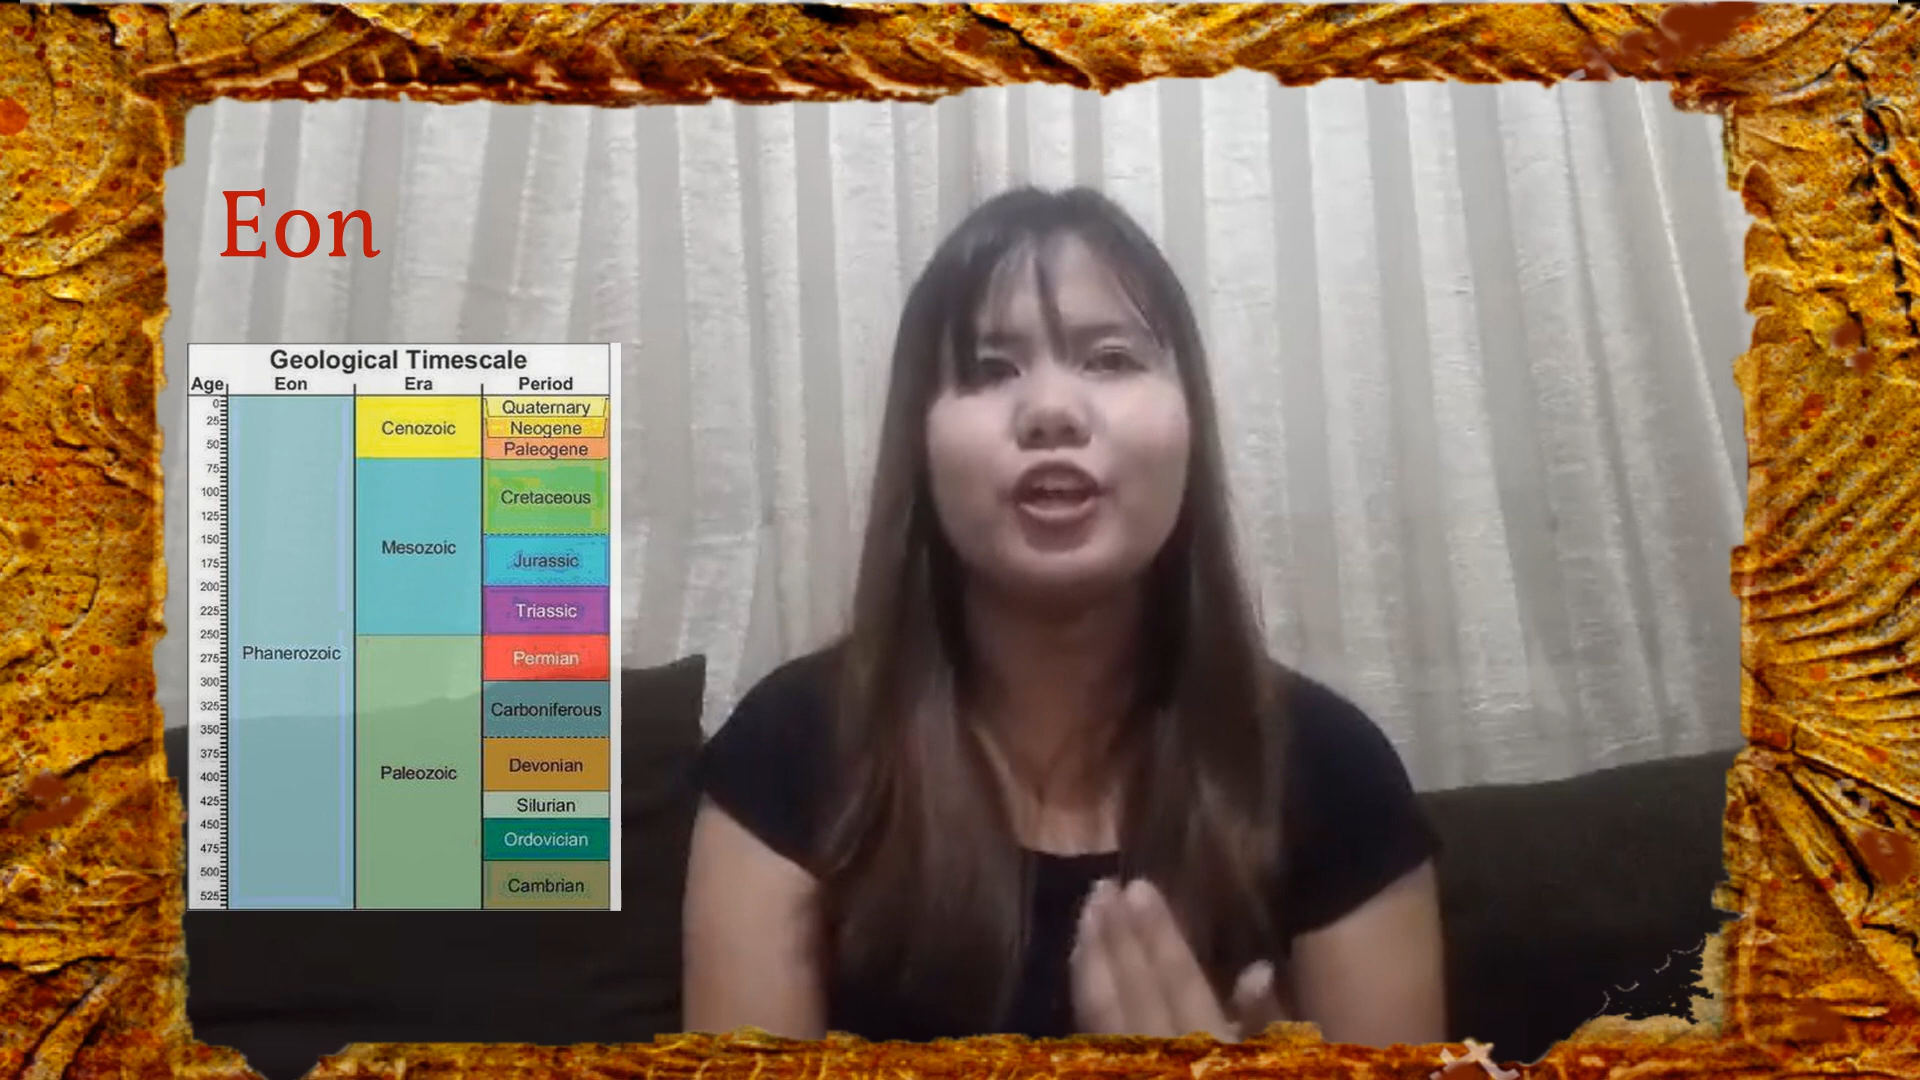 Eon
Geological Timescale
Age Eon Era Period
0
25
50
75
100
125
150
175
200
225
250
275
300
325
350
375
400
425
450
475
500
525
Phanerozoic
Cenozoic
Mesozoic
Paleozoic
Quaternary
Neogene
Paleogene
Cretaceous
Jurassic
Triassic
Permian
Carboniferous
Devonian
Silurian
Ordovician
Cambrian